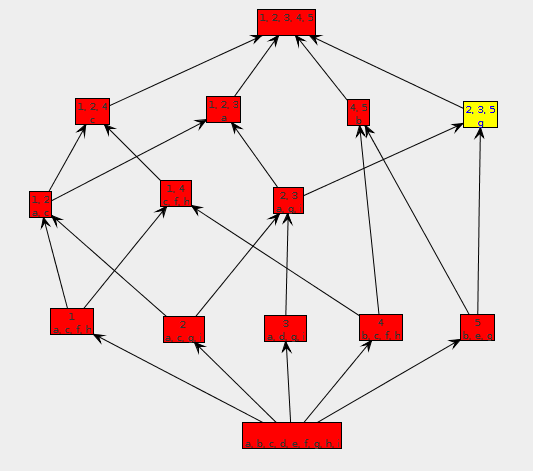 1, 2, 3, 4, 5
1, 2, 4
c
1, 2, 3
a
4, 5
b
2, 3, 5
g
1, 2
a, c
1, 4
c, f, h
2, 3
a, g,
1
a, c, f, h
2
a, c, g,
3
a, d, g,
4
b, c, f, h
5
b, e, g
a, b, c, d, e, f, g, h, i